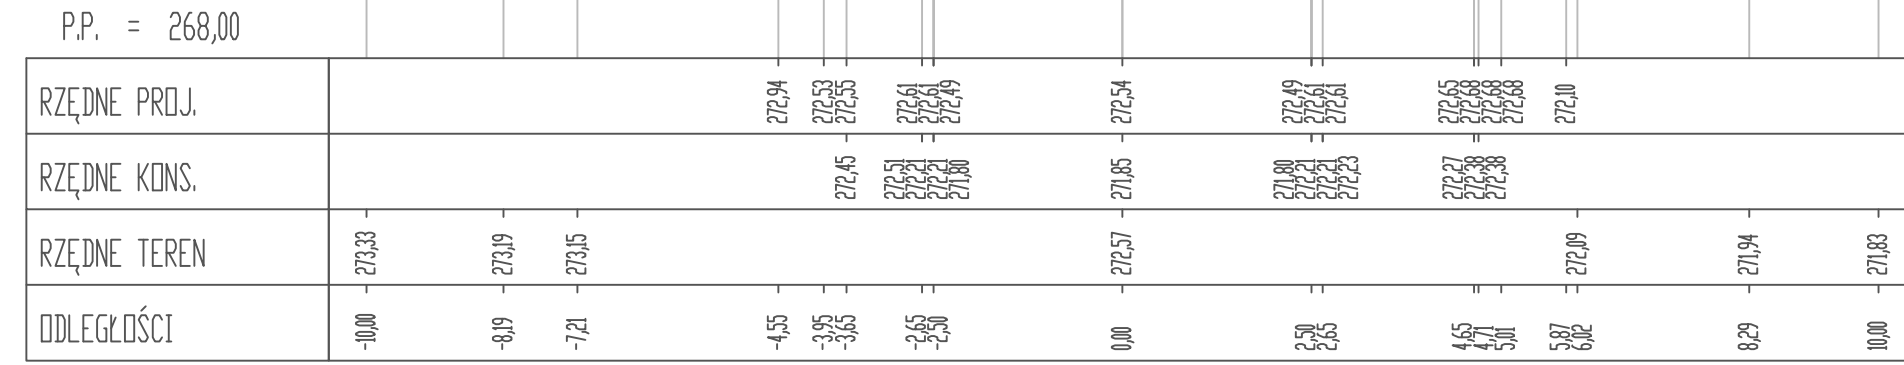 P.P. = 268,00
RZĘDNE PROJ. 272,94 272,53 272,55 272,61 272,61 272,49 272,54 272,49 272,61 272,61 272,65 272,68 272,68 272,68 272,10
RZĘDNE KONS. 272,45 272,51 272,21 272,21 271,80 271,85 271,80 272,21 272,21 272,23 272,27 272,38 272,38
RZĘDNE TEREN 273,33 273,19 273,15 272,57 272,09 271,94 271,83
ODLEGŁOŚCI -10,00 -8,19 -7,21 -4,55 -3,95 -3,65 -2,65 -2,50 0,00 2,50 2,65 4,65 4,71 5,01 5,87 6,02 8,29 10,00